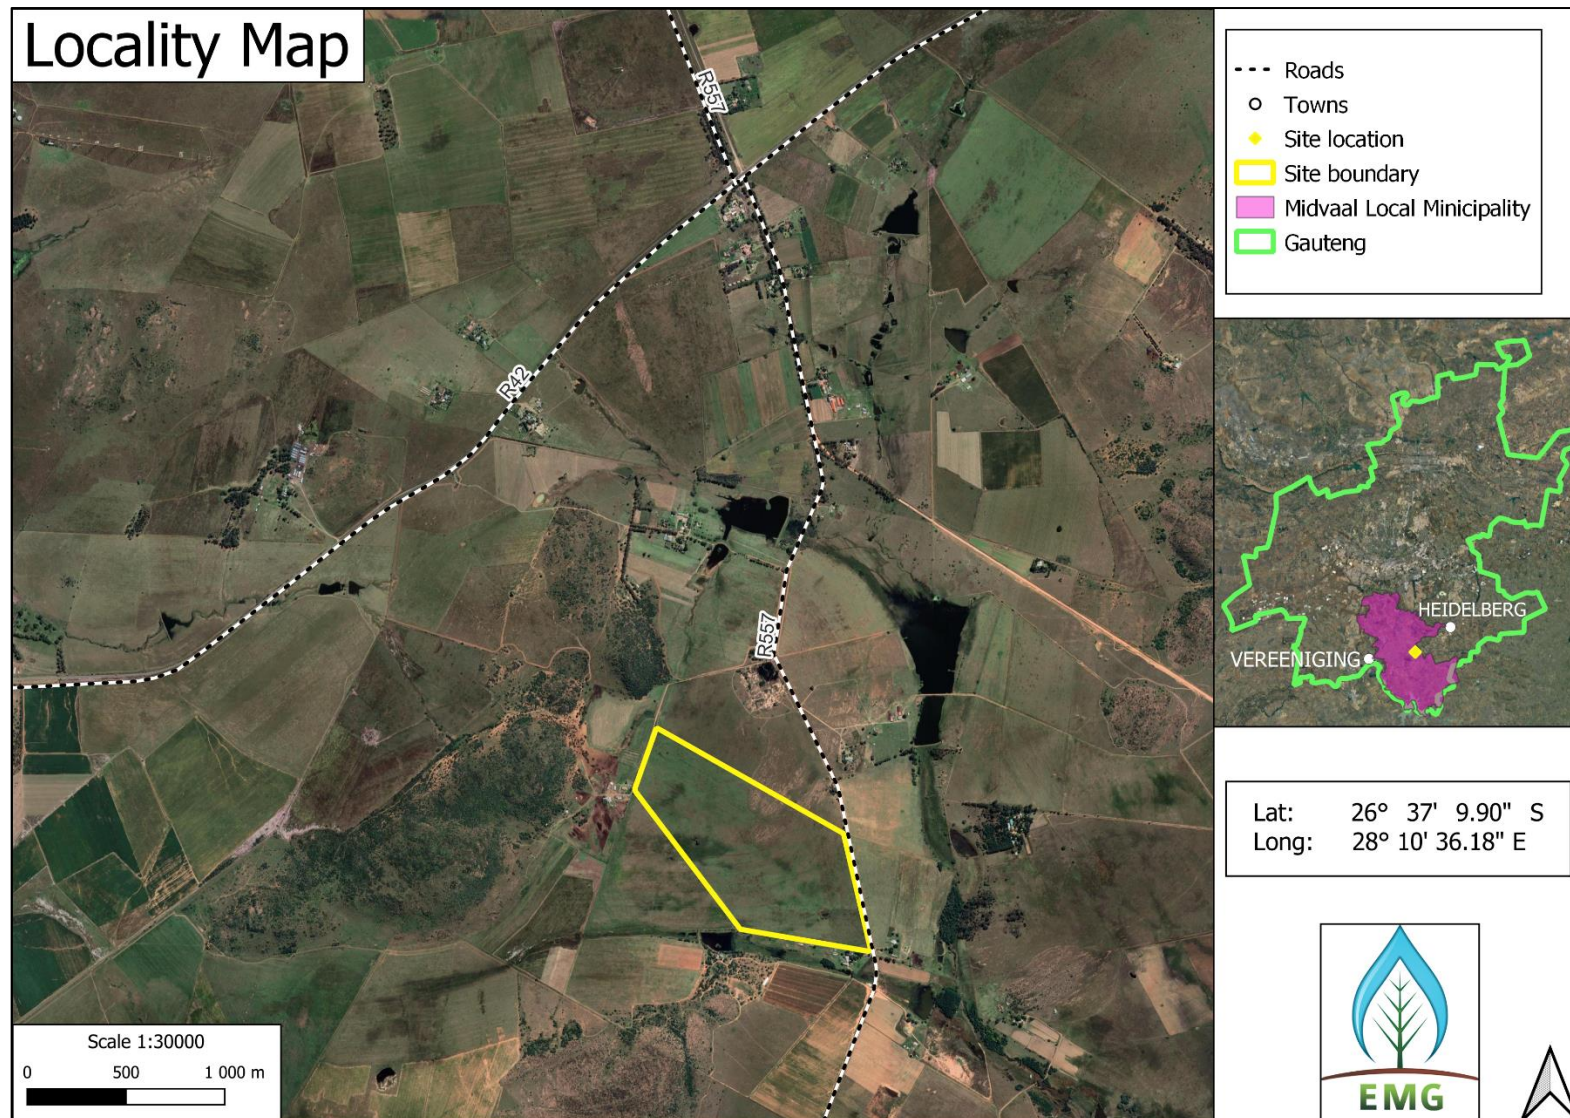 Locality Map
R557
R42
R557
Scale 1:30000
0 500 1 000 m
Roads
Towns
Site location
Site boundary
Midvaal Local Minicipality
Gauteng
HEIDELBERG
VEREENIGING
Lat: 26° 37' 9.90" S
Long: 28° 10' 36.18" E
EMG